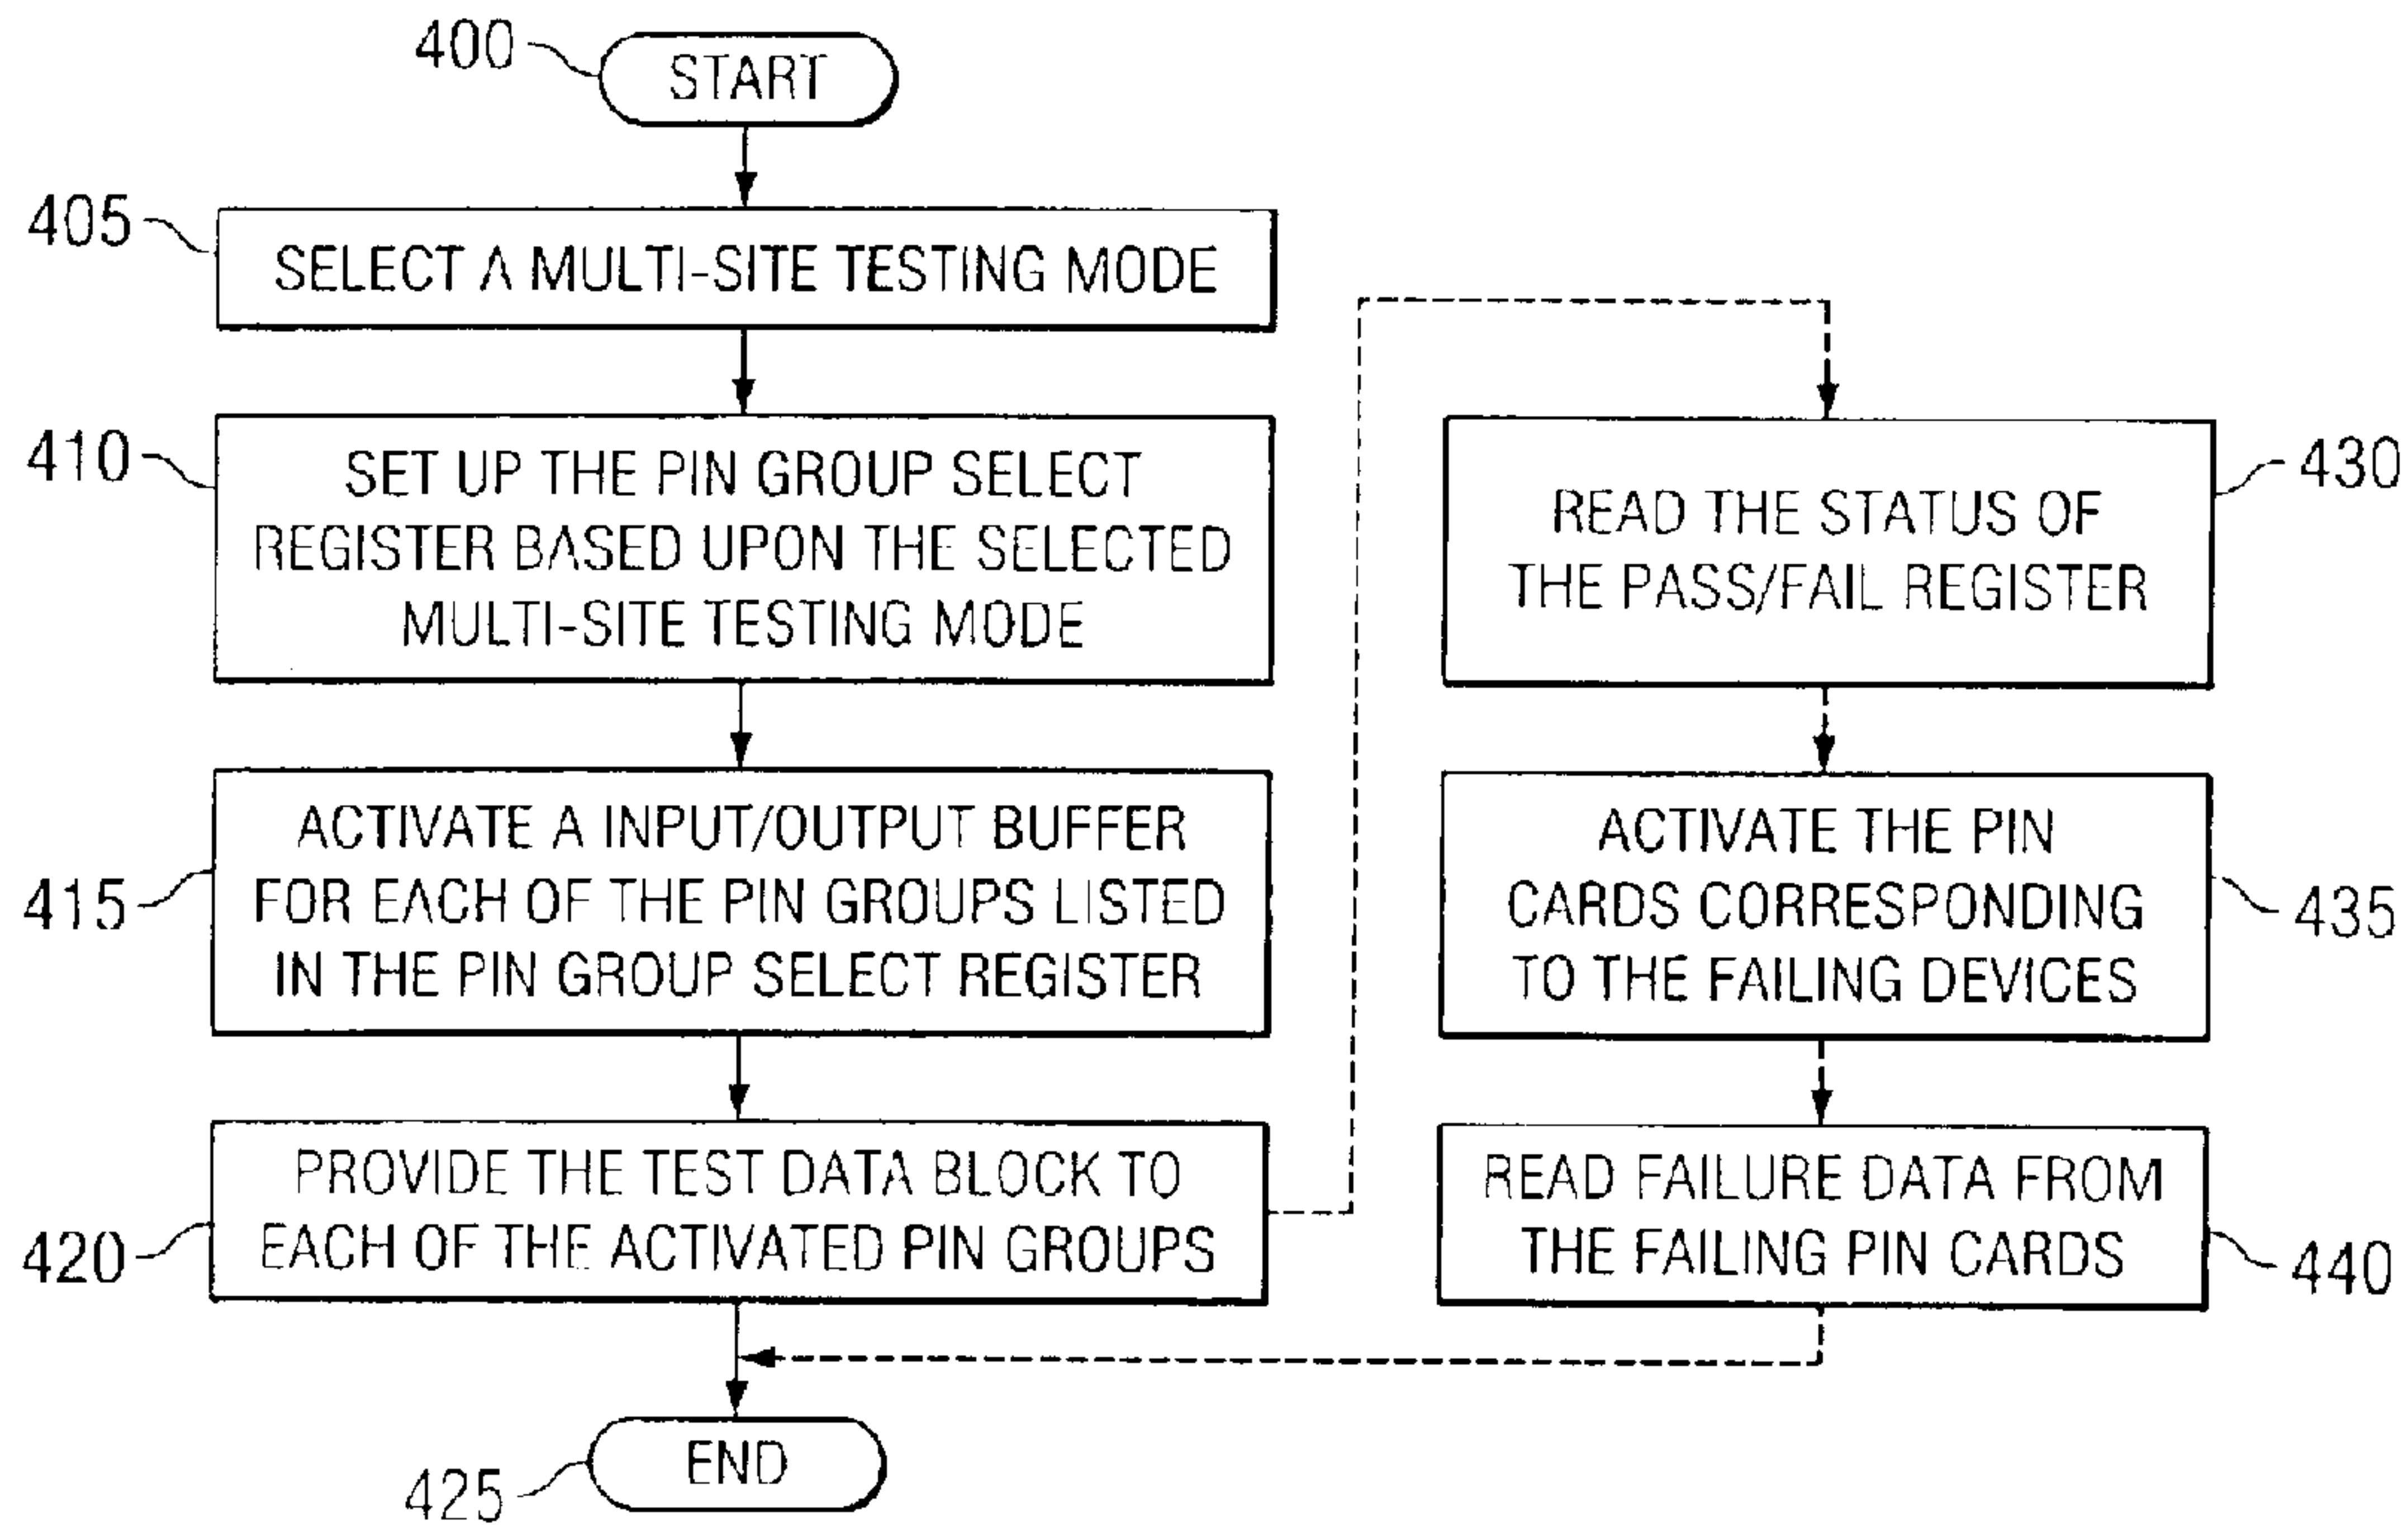 400
START
405
SELECT A MULTI-SITE TESTING MODE
410
SET UP THE PIN GROUP SELECT
REGISTER BASED UPON THE SELECTED
MULTI-SITE TESTING MODE
415
ACTIVATE A INPUT/OUTPUT BUFFER
FOR EACH OF THE PIN GROUPS LISTED
IN THE PIN GROUP SELECT REGISTER
420
PROVIDE THE TEST DATA BLOCK TO
EACH OF THE ACTIVATED PIN GROUPS
425
END
430
READ THE STATUS OF
THE PASS/FAIL REGISTER
435
ACTIVATE THE PIN
CARDS CORRESPONDING
TO THE FAILING DEVICES
440
READ FAILURE DATA FROM
THE FAILING PIN CARDS